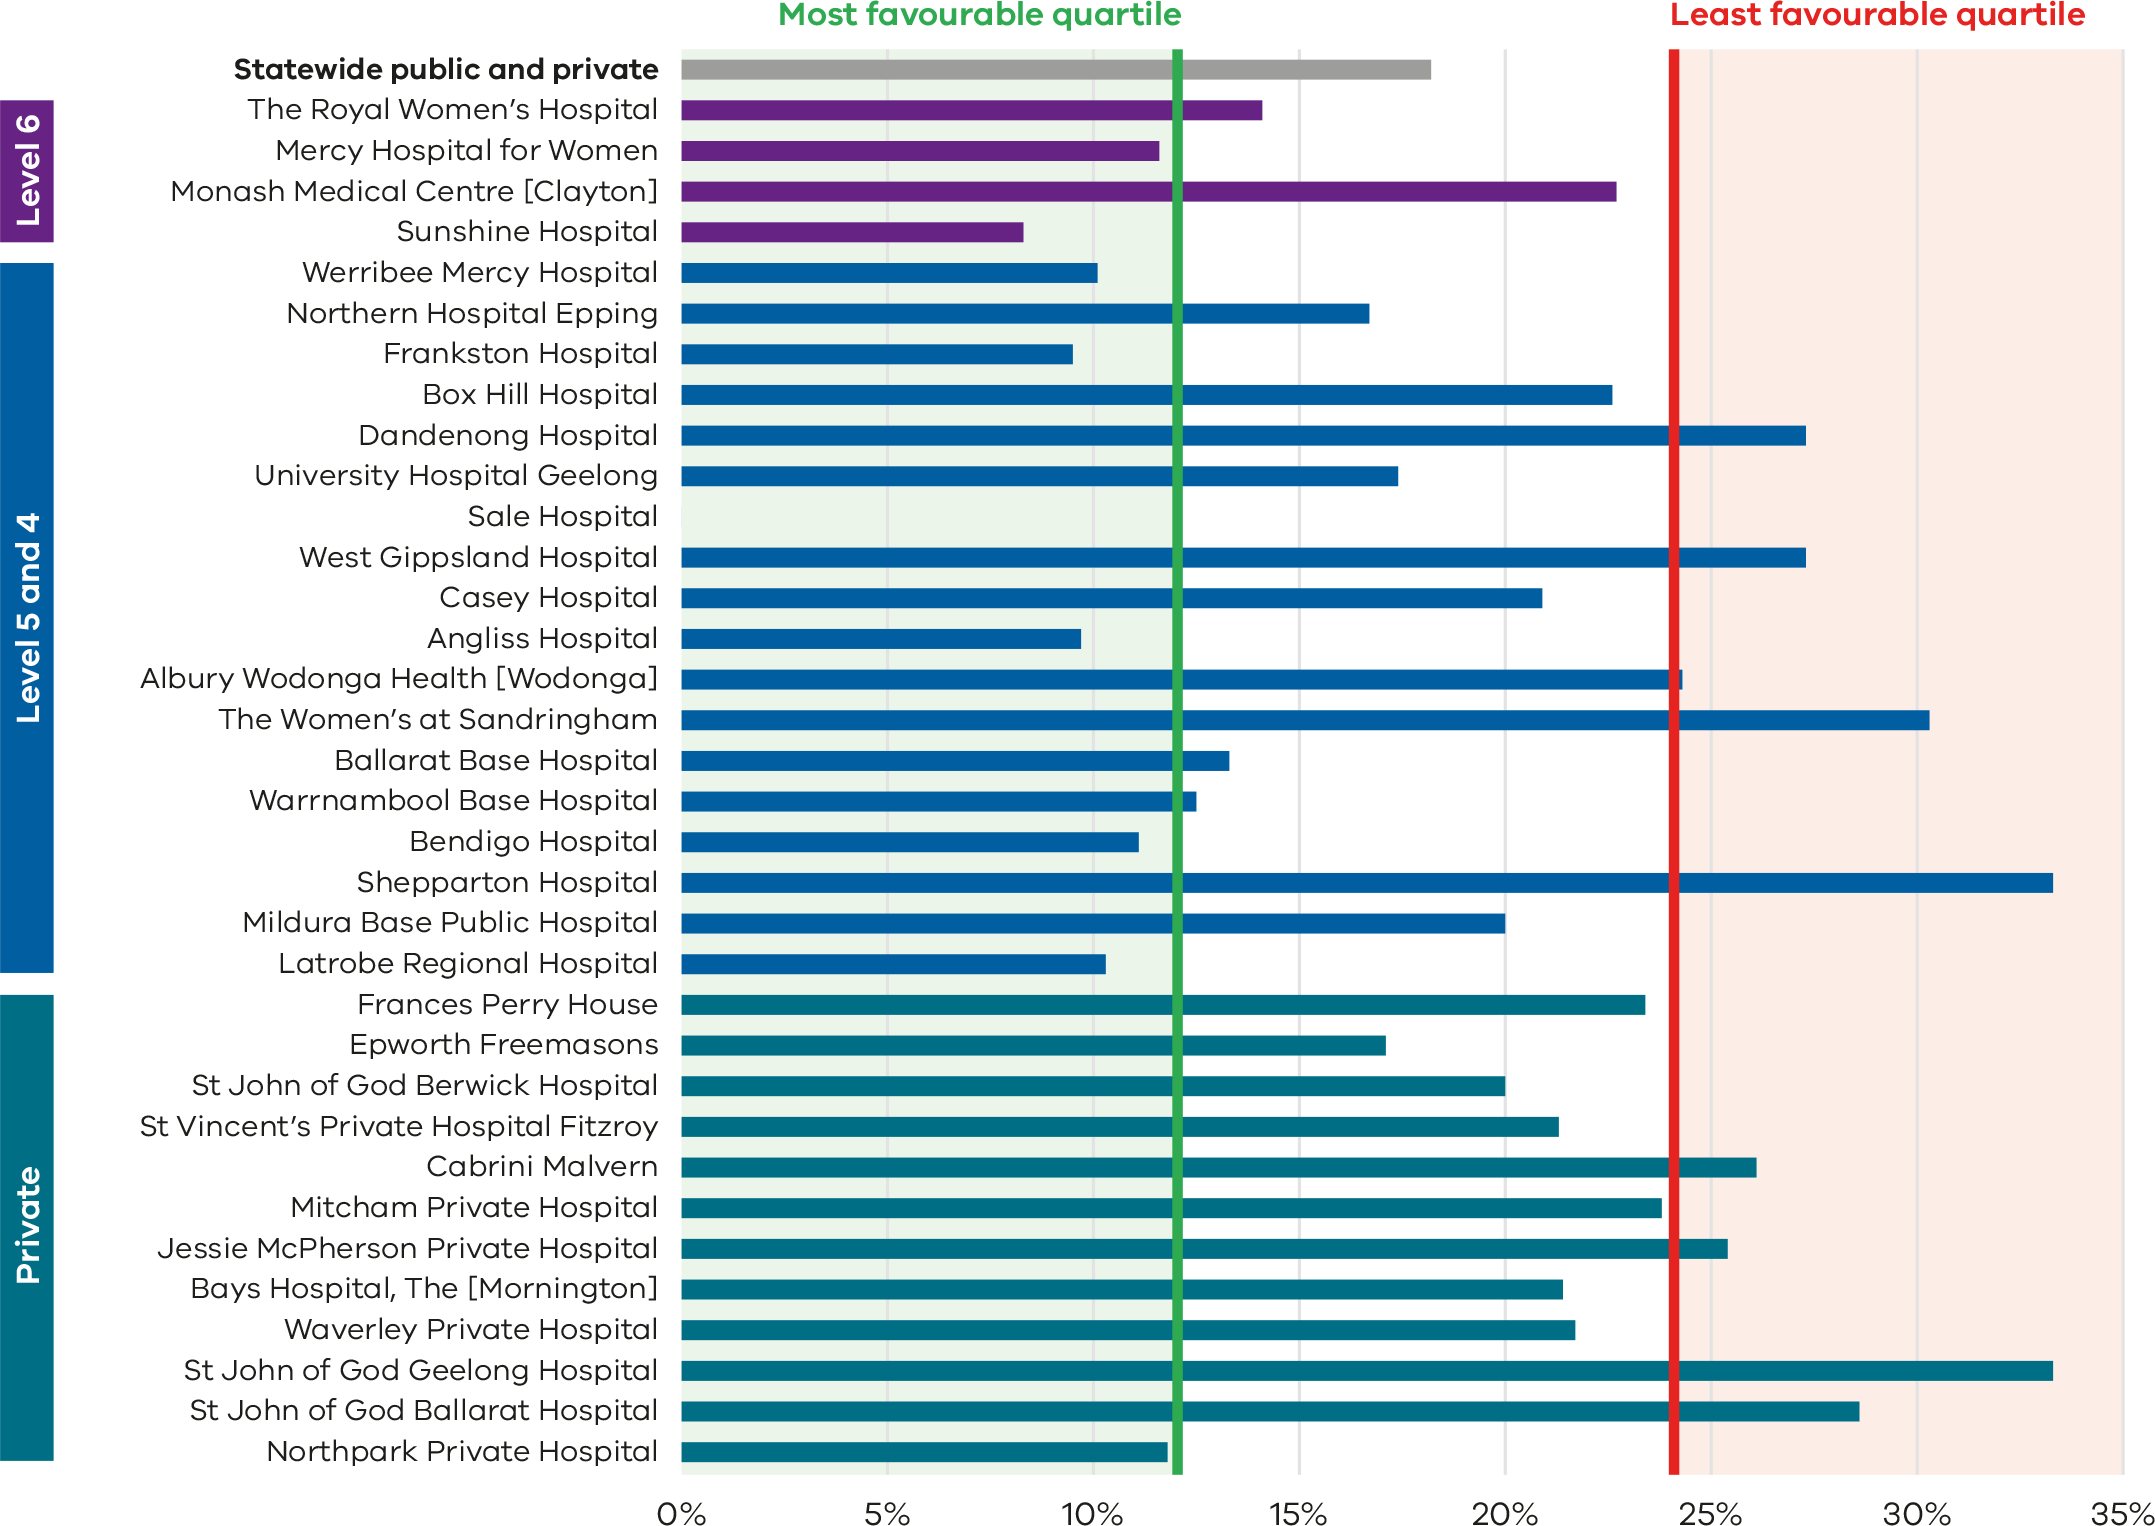 Most favourable quartile
Least favourable quartile
Statewide public and private
Level 6
The Royal Women’s Hospital
Mercy Hospital for Women
Monash Medical Centre [Clayton]
Sunshine Hospital
Level 5 and 4
Werribee Mercy Hospital
Northern Hospital Epping
Frankston Hospital
Box Hill Hospital
Dandenong Hospital
University Hospital Geelong
Sale Hospital
West Gippsland Hospital
Casey Hospital
Angliss Hospital
Albury Wodonga Health [Wodonga]
The Women’s at Sandringham
Ballarat Base Hospital
Warrnambool Base Hospital
Bendigo Hospital
Shepparton Hospital
Mildura Base Public Hospital
Latrobe Regional Hospital
Private
Frances Perry House
Epworth Freemasons
St John of God Berwick Hospital
St Vincent’s Private Hospital Fitzroy
Cabrini Malvern
Mitcham Private Hospital
Jessie McPherson Private Hospital
Bays Hospital, The [Mornington]
Waverley Private Hospital
St John of God Geelong Hospital
St John of God Ballarat Hospital
Northpark Private Hospital
0% 5% 10% 15% 20% 25% 30% 35%